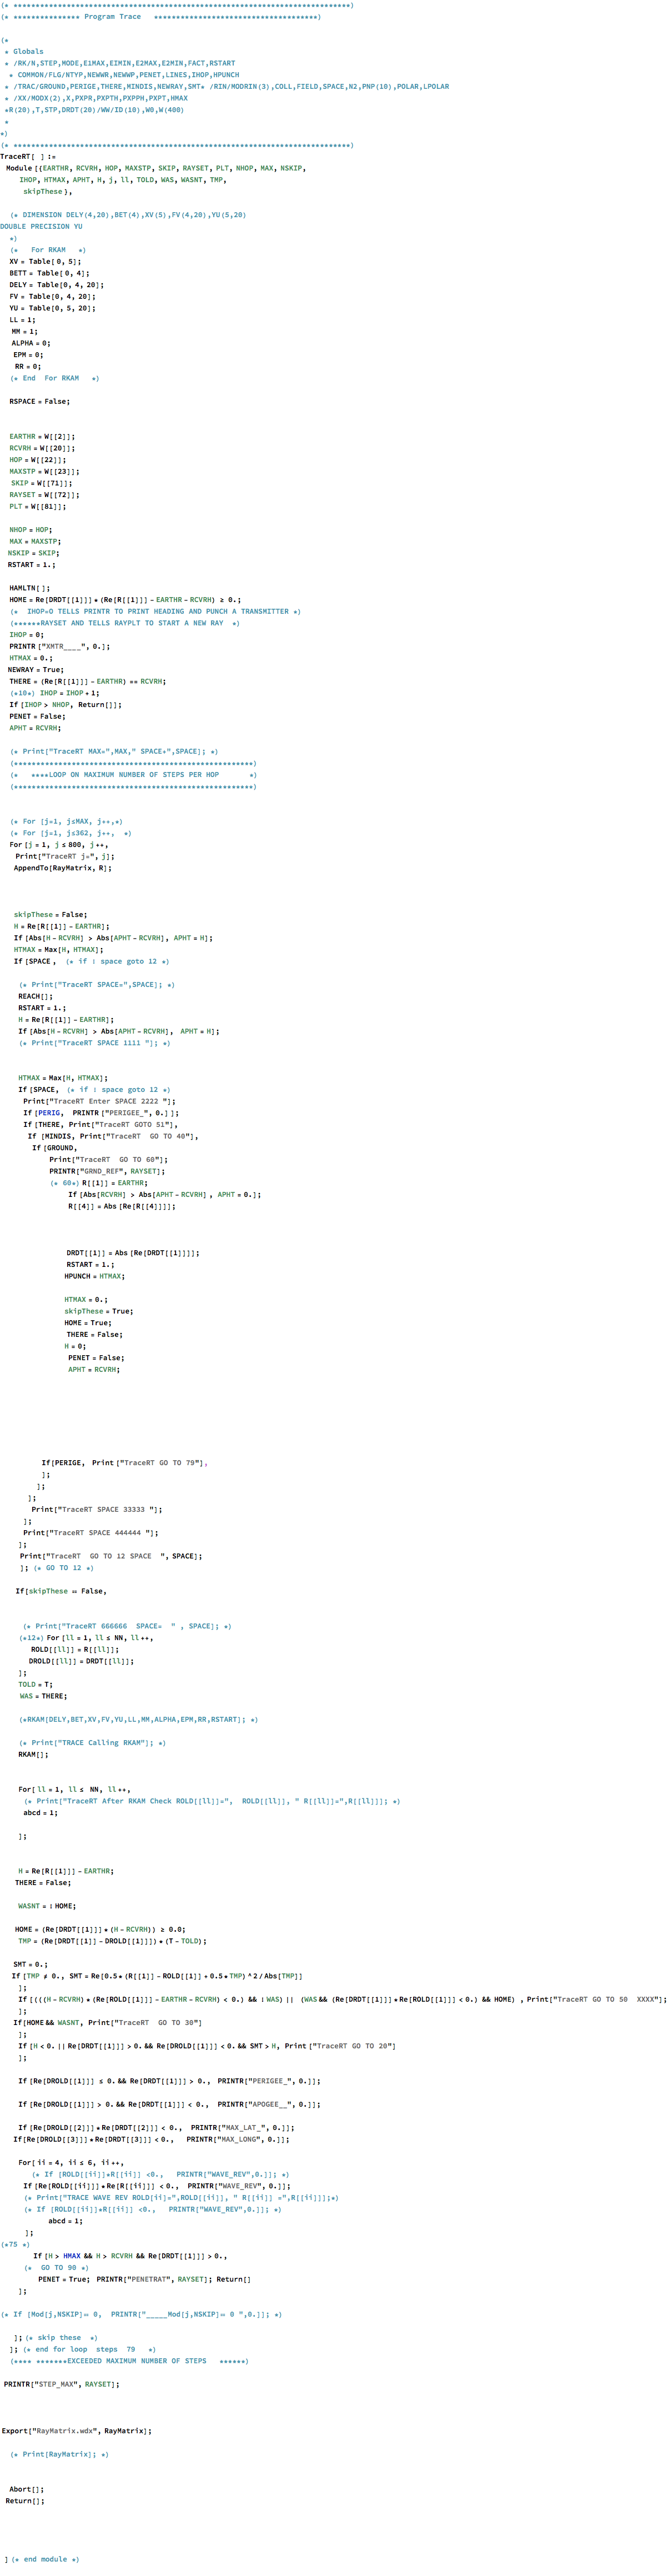 (* ****************************************************************************)
(* *************** Program Trace   *************************************)
(*
* Globals
* /RK/N,STEP,MODE,E1MAX,EIMIN,E2MAX,E2MIN,FACT,RSTART
* COMMON/FLG/NTYP,NEWWR,NEWWP,PENET,LINES,IHOP,HPUNCH
* /TRAC/GROUND,PERIGE,THERE,MINDIS,NEWRAY,SMT* /RIN/MODRIN(3),COLL,FIELD,SPACE,N2,PNP(10),POLAR,LPOLAR
* /XX/MODX(2),X,PXPR,PXPTH,PXPPH,PXPT,HMAX
*R(20),T,STP,DRDT(20)/WW/ID(10),W0,W(400)
*
*)
(* ****************************************************************************)
TraceRT[ ] :=
Module[{EARTHR, RCVRH, HOP, MAXSTP, SKIP, RAYSET, PLT, NHOP, MAX, NSKIP,
IHOP, HTMAX, APHT, H, j, ll, TOLD, WAS, WASNT, TMP,
skipThese},
(* DIMENSION DELY(4,20),BET(4),XV(5),FV(4,20),YU(5,20)
DOUBLE PRECISION YU
*)
(*   For RKAM   *)
XV = Table[0, 5];
BETT = Table[0, 4];
DELY = Table[0, 4, 20];
FV = Table[0, 4, 20];
YU = Table[0, 5, 20];
LL = 1;
MM = 1;
ALPHA = 0;
EPM = 0;
RR = 0;
(* End  For RKAM   *)
RSPACE = False;
EARTHR = W[[2]];
RCVRH = W[[20]];
HOP = W[[22]];
MAXSTP = W[[23]];
SKIP = W[[71]];
RAYSET = W[[72]];
PLT = W[[81]];
NHOP = HOP;
MAX = MAXSTP;
NSKIP = SKIP;
RSTART = 1.;
HAMLTN[];
HOME = Re[DRDT[[1]]] * (Re[R[[1]]] - EARTHR - RCVRH) ≥ 0.;
(*  IHOP=O TELLS PRINTR TO PRINT HEADING AND PUNCH A TRANSMITTER *)
(******RAYSET AND TELLS RAYPLT TO START A NEW RAY  *)
IHOP = 0;
PRINTR["XMTR____", 0.];
HTMAX = 0.;
NEWRAY = True;
THERE = (Re[R[[1]]] - EARTHR) == RCVRH;
(*10*) IHOP = IHOP + 1;
If[IHOP > NHOP, Return[]];
PENET = False;
APHT = RCVRH;
(* Print["TraceRT MAX=",MAX," SPACE+",SPACE]; *)
(******************************************************)
(*   ****LOOP ON MAXIMUM NUMBER OF STEPS PER HOP       *)
(******************************************************)
(* For [j=1, j≤MAX, j++,*)
(* For [j=1, j≤362, j++,  *)
For[j = 1, j ≤ 800, j++,
Print["TraceRT j=", j];
AppendTo[RayMatrix, R];
skipThese = False;
H = Re[R[[1]] - EARTHR];
If[Abs[H - RCVRH] > Abs[APHT - RCVRH], APHT = H];
HTMAX = Max[H, HTMAX];
If[SPACE,  (* if ! space goto 12 *)
(* Print["TraceRT SPACE=",SPACE]; *)
REACH[];
RSTART = 1.;
H = Re[R[[1]] - EARTHR];
If[Abs[H - RCVRH] > Abs[APHT - RCVRH],  APHT = H];
(* Print["TraceRT SPACE 1111 "]; *)
HTMAX = Max[H, HTMAX];
If[SPACE,  (* if ! space goto 12 *)
Print["TraceRT Enter SPACE 2222 "];
If[PERIG,  PRINTR["PERIGEE_", 0.]];
If[THERE, Print["TraceRT GOTO 51"],
If [MINDIS, Print["TraceRT  GO TO 40"],
If[GROUND,
Print["TraceRT  GO TO 60"];
PRINTR["GRND_REF", RAYSET];
(* 60*) R[[1]] = EARTHR;
If[Abs[RCVRH] > Abs[APHT - RCVRH], APHT = 0.];
R[[4]] = Abs[Re[R[[4]]]];
DRDT[[1]] = Abs[Re[DRDT[[1]]]];
RSTART = 1.;
HPUNCH = HTMAX;
HTMAX = 0.;
skipThese = True;
HOME = True;
THERE = False;
H = 0;
PENET = False;
APHT = RCVRH;
If[PERIGE,  Print["TraceRT GO TO 79"],
];
];
];
Print["TraceRT SPACE 33333 "];
];
Print["TraceRT SPACE 444444 "];
];
Print["TraceRT  GO TO 12 SPACE  ", SPACE];
]; (* GO TO 12 *)
If[skipThese == False,
(* Print["TraceRT 666666  SPACE=  " , SPACE]; *)
(*12*) For[ll = 1, ll ≤ NN, ll++,
ROLD[[ll]] = R[[ll]];
DROLD[[ll]] = DRDT[[ll]];
];
TOLD = T;
WAS = THERE;
(*RKAM[DELY,BET,XV,FV,YU,LL,MM,ALPHA,EPM,RR,RSTART]; *)
(* Print["TRACE Calling RKAM"]; *)
RKAM[];
For[ll = 1, ll ≤ NN, ll++,
(* Print["TraceRT After RKAM Check ROLD[[ll]]=",  ROLD[[ll]], " R[[ll]]=",R[[ll]]]; *)
abcd = 1;
];
H = Re[R[[1]]] - EARTHR;
THERE = False;
WASNT = ! HOME;
HOME = (Re[DRDT[[1]]] * (H - RCVRH)) ≥ 0.0;
TMP = (Re[DRDT[[1]] - DROLD[[1]]]) * (T - TOLD);
SMT = 0.;
If[TMP ≠ 0., SMT = Re[0.5 * (R[[1]] - ROLD[[1]] + 0.5 * TMP)^2 / Abs[TMP]]
];
If[(((H - RCVRH) * (Re[ROLD[[1]]] - EARTHR - RCVRH) < 0.) && ! WAS) ||  (WAS && (Re[DRDT[[1]]] * Re[ROLD[[1]]] < 0.) && HOME) , Print["TraceRT GO TO 50  XXXX"];
];
If[HOME && WASNT, Print["TraceRT  GO TO 30"]
];
If[H < 0. || Re[DRDT[[1]]] > 0. && Re[DROLD[[1]]] < 0. && SMT > H, Print["TraceRT GO TO 20"]
];
If[Re[DROLD[[1]]] ≤ 0. && Re[DRDT[[1]]] > 0.,  PRINTR["PERIGEE_", 0.]];
If[Re[DROLD[[1]]] > 0. && Re[DRDT[[1]]] < 0.,  PRINTR["APOGEE__", 0.]];
If[Re[DROLD[[2]]] * Re[DRDT[[2]]] < 0.,  PRINTR["MAX_LAT_", 0.]];
If[Re[DROLD[[3]]] * Re[DRDT[[3]]] < 0.,   PRINTR["MAX_LONG", 0.]];
For[ii = 4, ii ≤ 6, ii++,
(* If [ROLD[[ii]]*R[[ii]] <0.,   PRINTR["WAVE_REV",0.]]; *)
If[Re[ROLD[[ii]]] * Re[R[[ii]]] < 0.,  PRINTR["WAVE_REV", 0.]];
(* Print["TRACE WAVE REV ROLD[ii]=",ROLD[[ii]], " R[[ii]] =",R[[ii]]];*)
(* If [ROLD[[ii]]*R[[ii]] <0.,   PRINTR["WAVE_REV",0.]]; *)
abcd = 1;
];
(*75 *)
If[H > HMAX && H > RCVRH && Re[DRDT[[1]]] > 0.,
(*  GO TO 90 *)
PENET = True;  PRINTR["PENETRAT", RAYSET]; Return[]
];
(* If [Mod[j,NSKIP]== 0,  PRINTR["_____Mod[j,NSKIP]== 0 ",0.]]; *)
]; (* skip these  *)
]; (* end for loop  steps  79   *)
(**** *******EXCEEDED MAXIMUM NUMBER OF STEPS   ******)
PRINTR["STEP_MAX", RAYSET];
Export["RayMatrix.wdx", RayMatrix];
(* Print[RayMatrix]; *)
Abort[];
Return[];
] (* end module *)